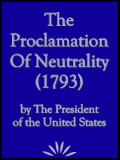 The
Proclamation
Of Neutrality
(1793)
by The President
of the United States